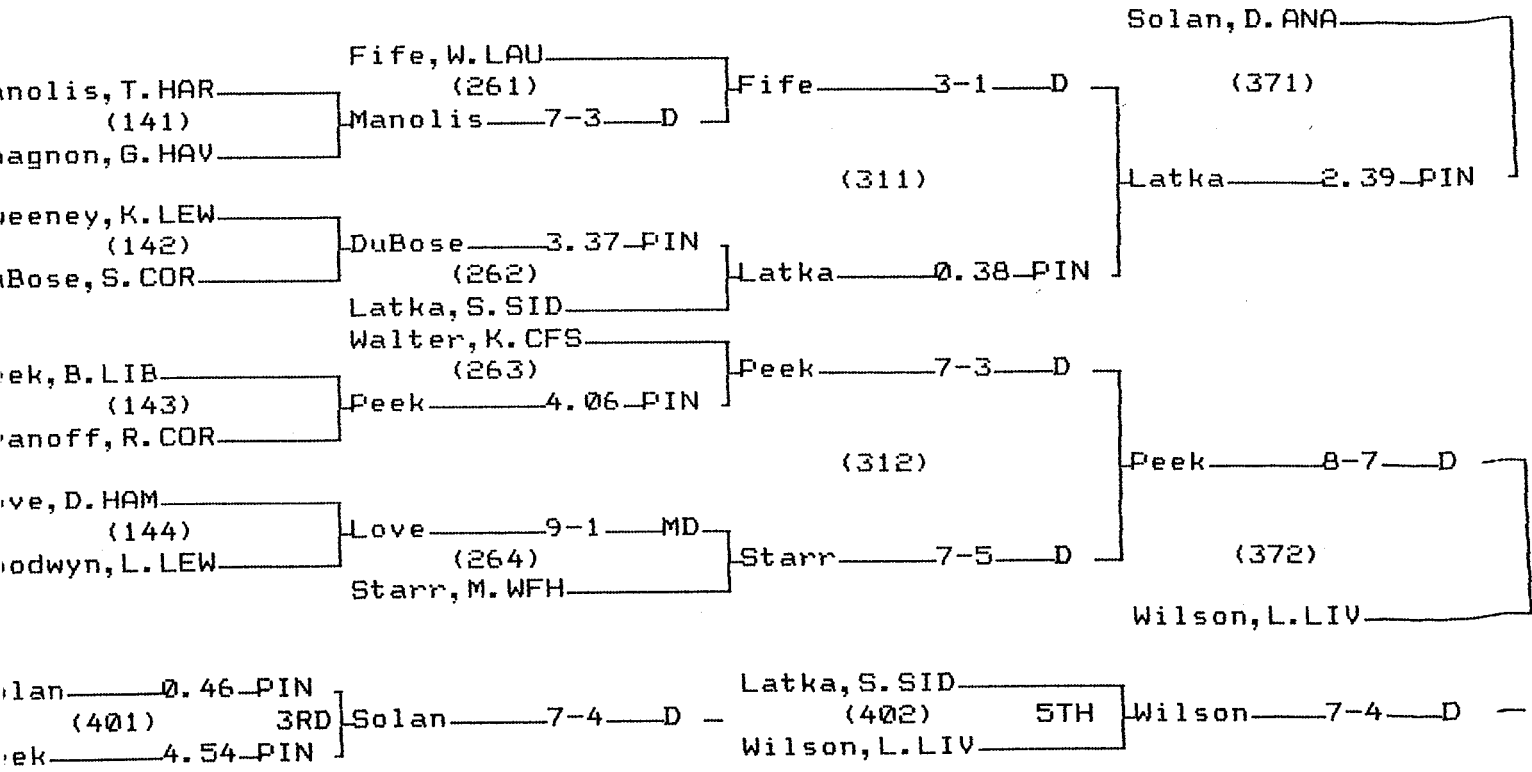 Solan, D. ANA
Fife, W. LAU
nolis, T. HAR (261) Fife 3-1 D (371)
(141) Manolis 7-3 D
agnon, G. HAV
(311) Latka 2.39 PIN
eeney, K. LEW
(142) DuBose 3.37 PIN
Bose, S. COR (262) Latka 0.38 PIN
Latka, S. SID
Walter, K. CFS
ek, B. LIB (263) Peek 7-3 D
(143) Peek 4.06 PIN
anoff, R. COR
(312) Peek 8-7 D
ve, D. HAM
(144) Love 9-1 MD
odwyn, L. LEW (264) Starr 7-5 D (372)
Starr, M. WFH
Wilson, L. LIV
lan 0.46 PIN Latka, S. SID
(401) 3RD Solan 7-4 D (402) 5TH Wilson 7-4 D
ek 4.54 PIN Wilson, L. LIV